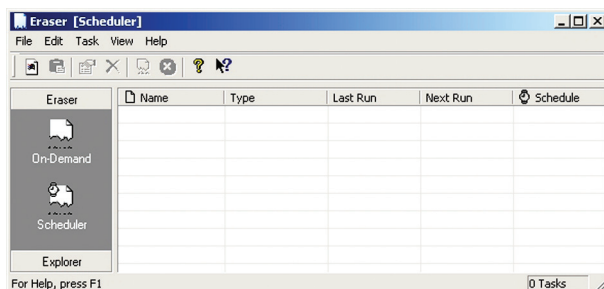 Eraser [Scheduler]
File Edit Task View Help
Eraser
Name Type Last Run Next Run Schedule
On-Demand
Scheduler
Explorer
For Help, press F1
0 Tasks